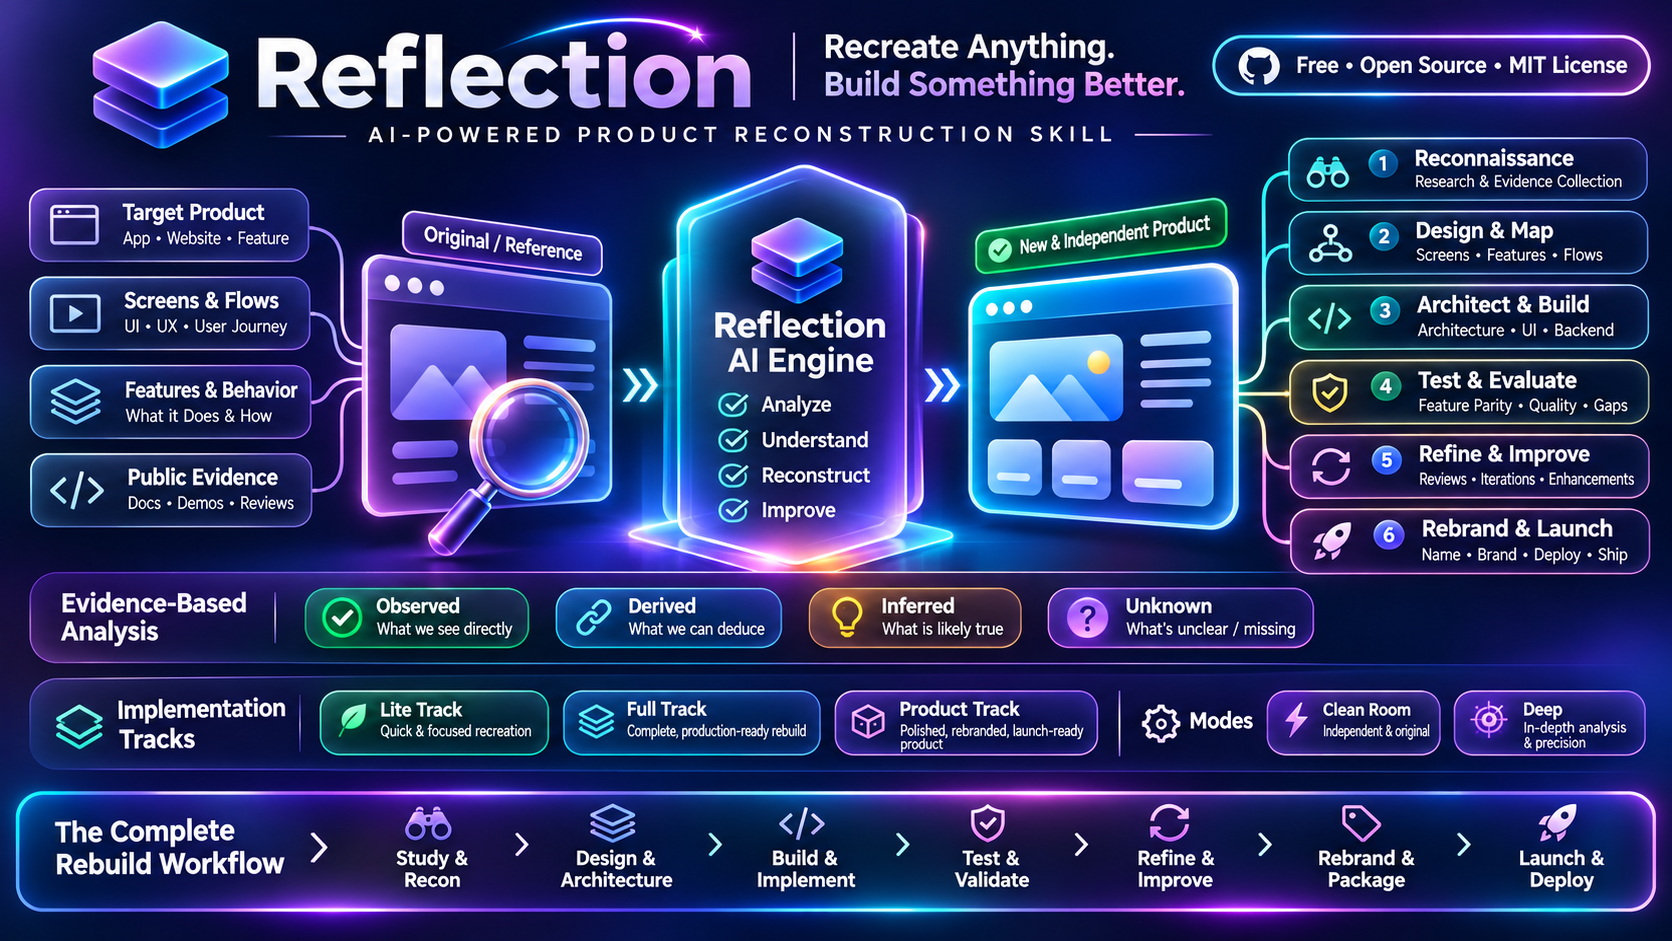 Reflection
Recreate Anything.
Build Something Better.
Free • Open Source • MIT License
AI-POWERED PRODUCT RECONSTRUCTION SKILL
Target Product
App • Website • Feature
Screens & Flows
UI • UX • User Journey
Features & Behavior
What it Does & How
Public Evidence
Docs • Demos • Reviews
Original / Reference
Reflection
AI Engine
Analyze
Understand
Reconstruct
Improve
New & Independent Product
1
Reconnaissance
Research & Evidence Collection
2
Design & Map
Screens • Features • Flows
3
Architect & Build
Architecture • UI • Backend
4
Test & Evaluate
Feature Parity • Quality • Gaps
5
Refine & Improve
Reviews • Iterations • Enhancements
6
Rebrand & Launch
Name • Brand • Deploy • Ship
Evidence-Based
Analysis
Observed
What we see directly
Derived
What we can deduce
Inferred
What is likely true
?
Unknown
What's unclear / missing
Implementation
Tracks
Lite Track
Quick & focused recreation
Full Track
Complete, production-ready rebuild
Product Track
Polished, rebranded, launch-ready
product
Modes
Clean Room
Independent & original
Deep
In-depth analysis
& precision
The Complete
Rebuild Workflow
Study &
Recon
Design &
Architecture
Build &
Implement
Test &
Validate
Refine &
Improve
Rebrand &
Package
Launch &
Deploy